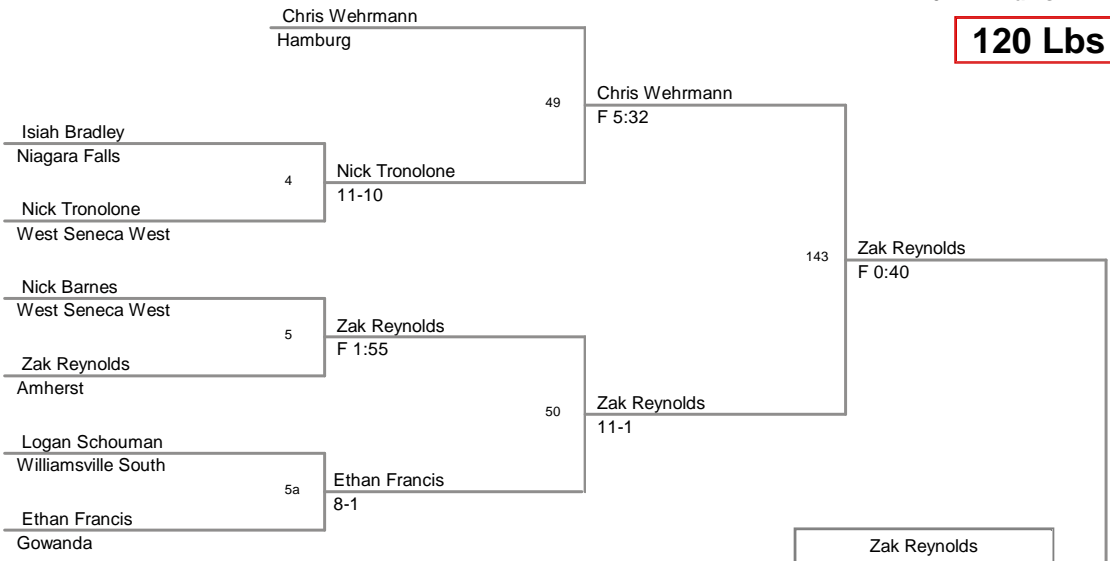 Chris Wehrmann
Hamburg
120 Lbs
49
Chris Wehrmann
F 5:32
Isiah Bradley
Niagara Falls
4
Nick Tronolone
11-10
Nick Tronolone
West Seneca West
143
Zak Reynolds
F 0:40
Nick Barnes
West Seneca West
5
Zak Reynolds
F 1:55
Zak Reynolds
Amherst
50
Zak Reynolds
11-1
Logan Schouman
Williamsville South
5a
Ethan Francis
8-1
Ethan Francis
Gowanda
Zak Reynolds